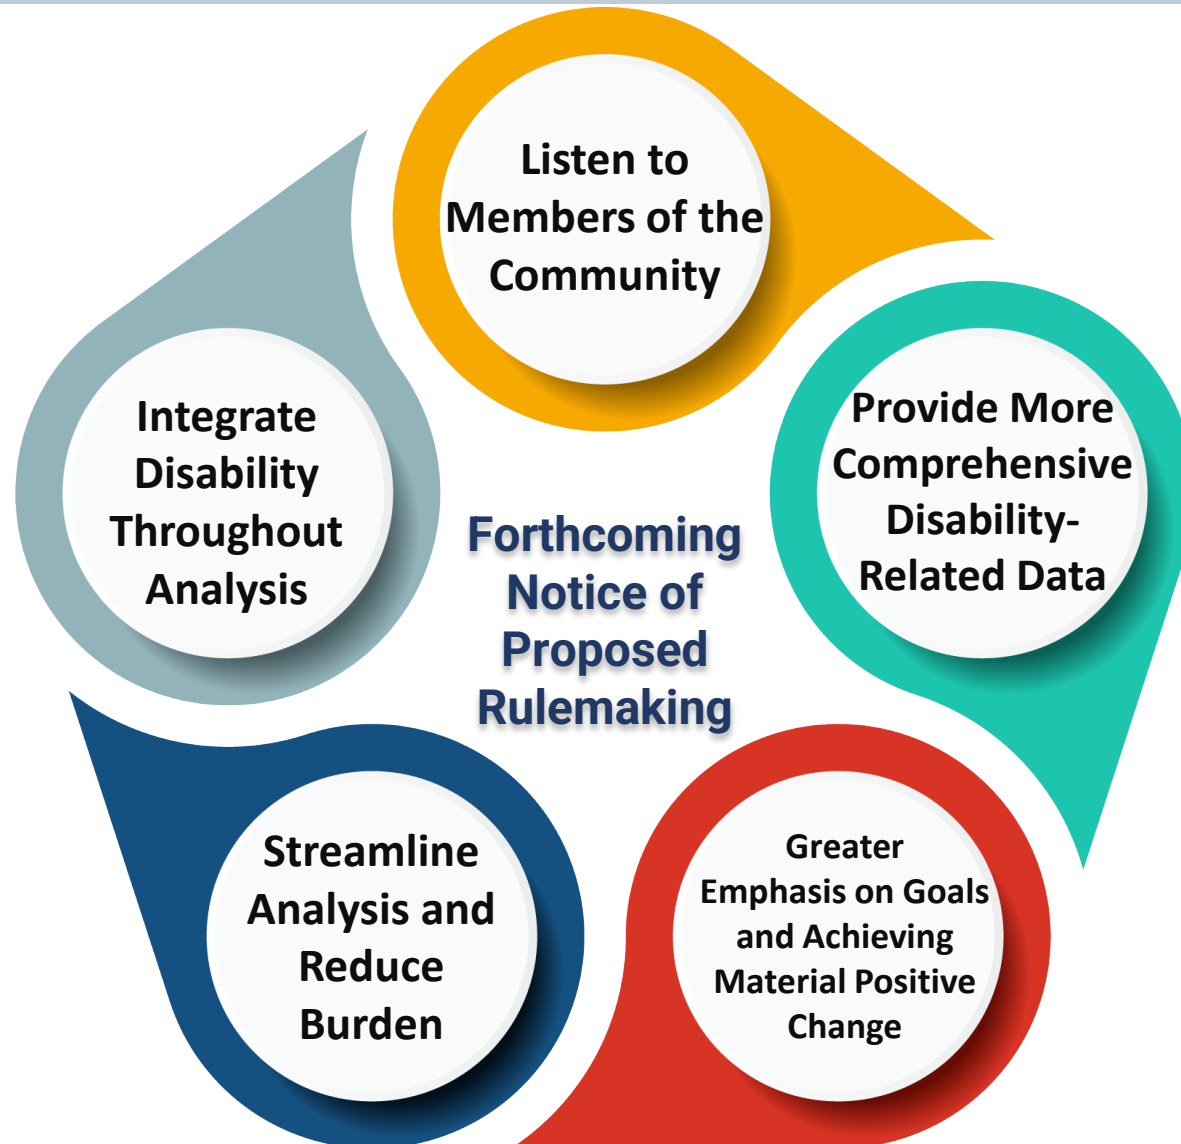 Listen to
Members of the
Community
Provide More
Comprehensive
Disability-
Related Data
Greater
Emphasis on Goals
and Achieving
Material Positive
Change
Streamline
Analysis and
Reduce
Burden
Integrate
Disability
Throughout
Analysis
Forthcoming
Notice of
Proposed
Rulemaking